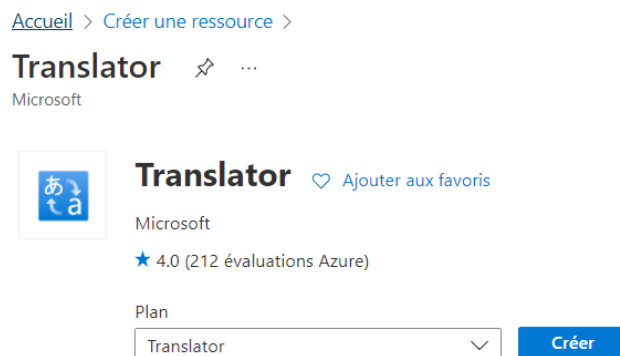 Accueil > Créer une ressource >
Translator ...
Microsoft
あ a
Translator Ajouter aux favoris
Microsoft
★ 4.0 (212 évaluations Azure)
Plan
Translator
Créer